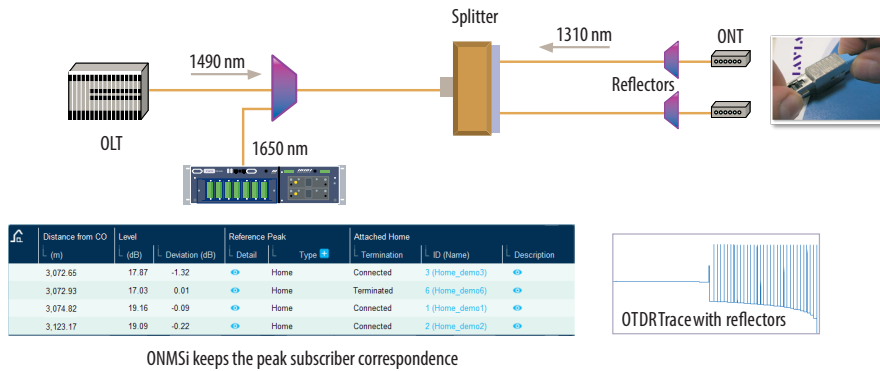 Splitter
1490 nm
1310 nm
ONT
Reflectors
OLT
1650 nm
Distance from CO Level Reference Peak Attached Home
(m) (dB) Deviation (dB) Detail Type Termination ID (Name) Description
3,072.65 17.87 -1.32 Home Connected 3 (Home_demo3)
3,072.93 17.03 0.01 Home Terminated 6 (Home_demo6)
3,074.82 19.16 -0.09 Home Connected 1 (Home_demo1)
3,123.17 19.09 -0.22 Home Connected 2 (Home_demo2)
OTDR Trace with reflectors
ONMSi keeps the peak subscriber correspondence